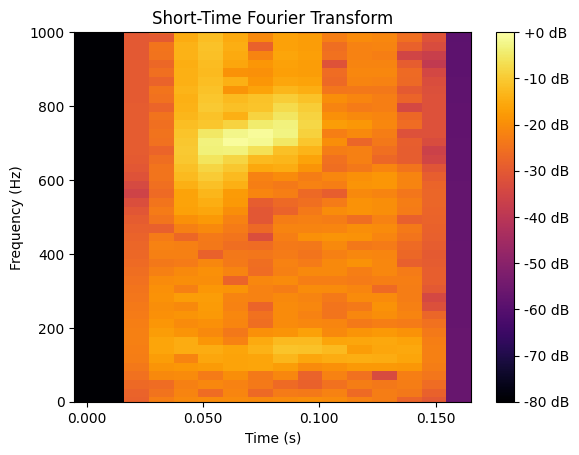 Short-Time Fourier Transform
1000
800
600
400
200
0
Frequency (Hz)
0.000
0.050
0.100
0.150
Time (s)
+0 dB
-10 dB
-20 dB
-30 dB
-40 dB
-50 dB
-60 dB
-70 dB
-80 dB